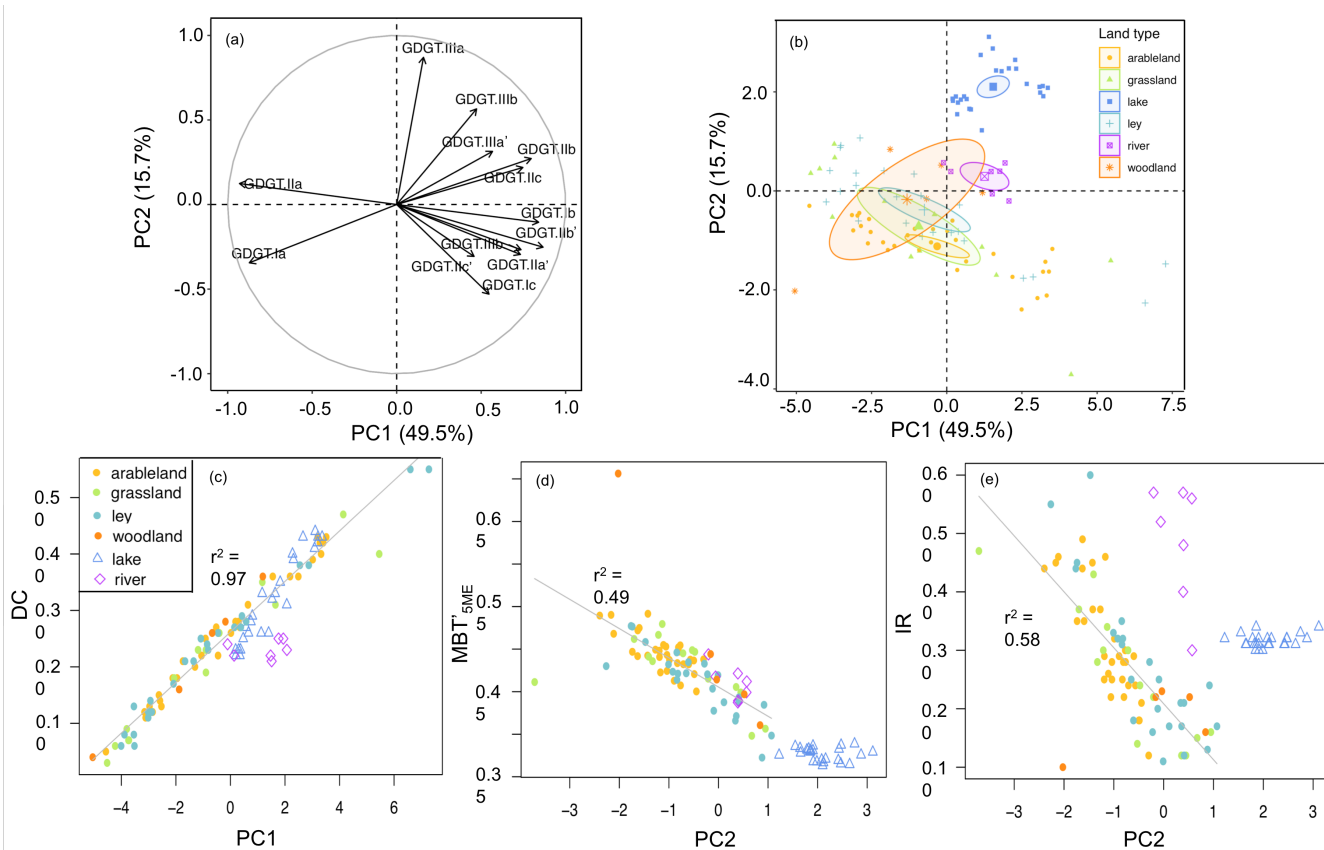 (a)
GDGT.IIIa
GDGT.IIIb
GDGT.IIIa'
GDGT.IIb
GDGT.IIc
GDGT.IIa
GDGT.Ia
GDGT.Ib
GDGT.IIb'
GDGT.IIIb
GDGT.IIa'
GDGT.IIc'
GDGT.Ic
1.0
0.5
0.0
-0.5
-1.0
PC2 (15.7%)
-1.0
-0.5
0.0
0.5
1.0
PC1 (49.5%)
(b)
Land type
arableland
grassland
lake
ley
river
woodland
2.0
0.0
-2.0
-4.0
PC2 (15.7%)
-5.0
-2.5
0.0
2.5
5.0
7.5
PC1 (49.5%)
(c)
arableland
grassland
ley
woodland
lake
river
r² =
0.97
0.5
0
0.4
0
0.3
0
0.2
0
0.1
0
DC
−4
−2
0
2
4
6
PC1
(d)
r² =
0.49
0.6
5
0.5
5
0.4
5
0.3
5
MBT'5ME
−3
−2
−1
0
1
2
3
PC2
(e)
r² =
0.58
0.6
0
0.5
0
0.4
0
0.3
0
0.2
0
0.1
0
IR
−3
−2
−1
0
1
2
3
PC2